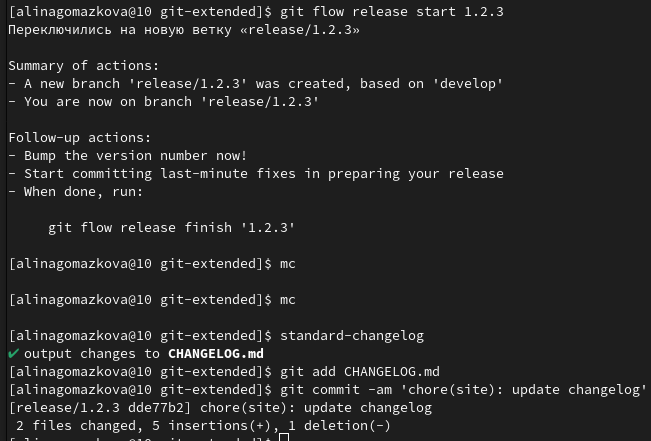 [alinagomazkova@10 git-extended]$ git flow release start 1.2.3
Переключились на новую ветку «release/1.2.3»
Summary of actions:
- A new branch 'release/1.2.3' was created, based on 'develop'
- You are now on branch 'release/1.2.3'
Follow-up actions:
- Bump the version number now!
- Start committing last-minute fixes in preparing your release
- When done, run:
git flow release finish '1.2.3'
[alinagomazkova@10 git-extended]$ mc
[alinagomazkova@10 git-extended]$ mc
[alinagomazkova@10 git-extended]$ standard-changelog
✔ output changes to CHANGELOG.md
[alinagomazkova@10 git-extended]$ git add CHANGELOG.md
[alinagomazkova@10 git-extended]$ git commit -am 'chore(site): update changelog'
[release/1.2.3 dde77b2] chore(site): update changelog
2 files changed, 5 insertions(+), 1 deletion(-)